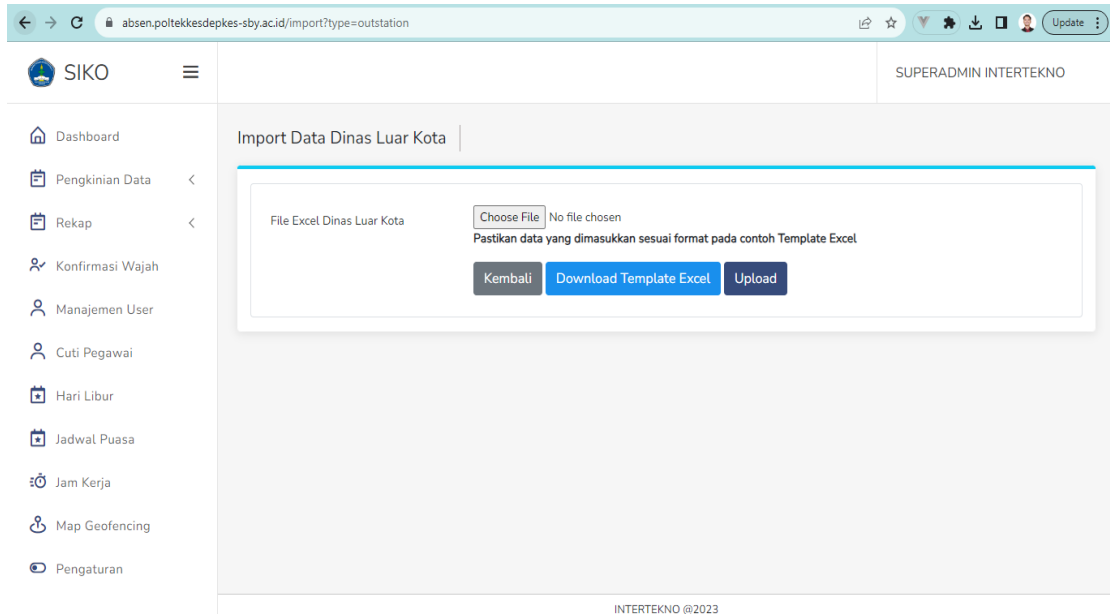 absen.poltekkesdepkes-sby.ac.id/import?type=outstation
Update
SIKO
SUPERADMIN INTERTEKNO
Dashboard
Pengkinian Data
Rekap
Konfirmasi Wajah
Manajemen User
Cuti Pegawai
Hari Libur
Jadwal Puasa
Jam Kerja
Map Geofencing
Pengaturan
Import Data Dinas Luar Kota
File Excel Dinas Luar Kota
Choose File No file chosen
Pastikan data yang dimasukkan sesuai format pada contoh Template Excel
Kembali Download Template Excel Upload
INTERTEKNO @2023